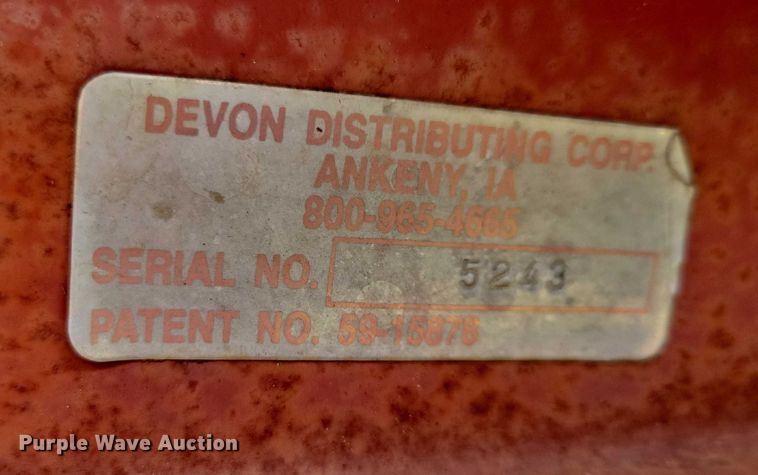 DEVON DISTRIBUTING CORP.
ANKENY, IA
800-965-4665
SERIAL NO. 5243
PATENT NO. 59-15876
Purple Wave Auction